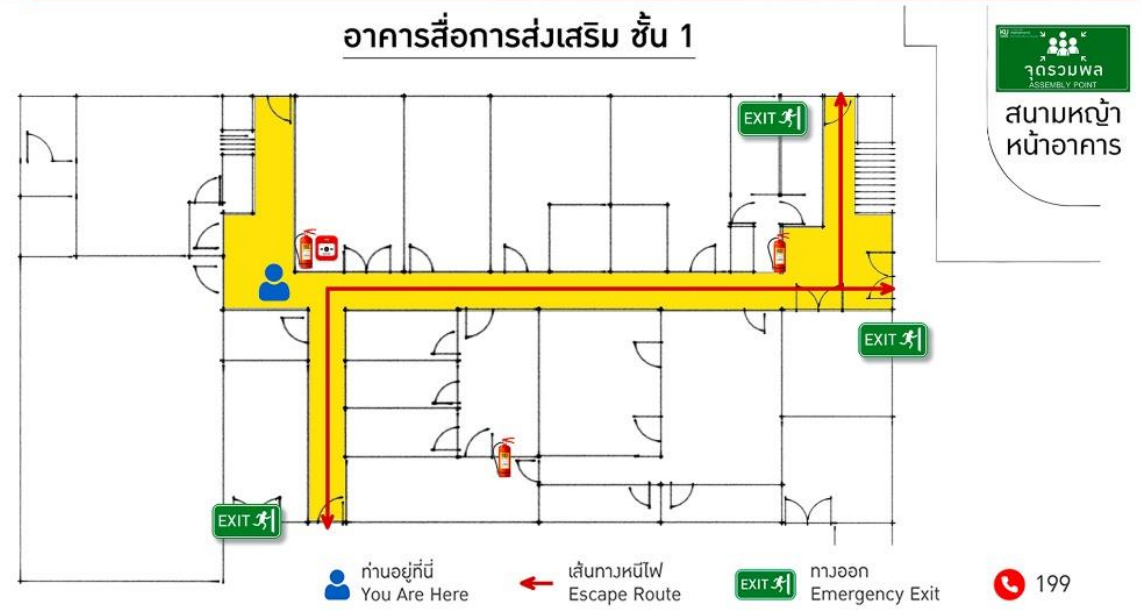 อาคารสื่อการส่งเสริม ชั้น 1
KU
จุดรวมพล
ASSEMBLY POINT
สนามหญ้า
หน้าอาคาร
EXIT
EXIT
EXIT
ท่านอยู่ที่นี่
You Are Here
เส้นทางหนีไฟ
Escape Route
EXIT
ทางออก
Emergency Exit
199